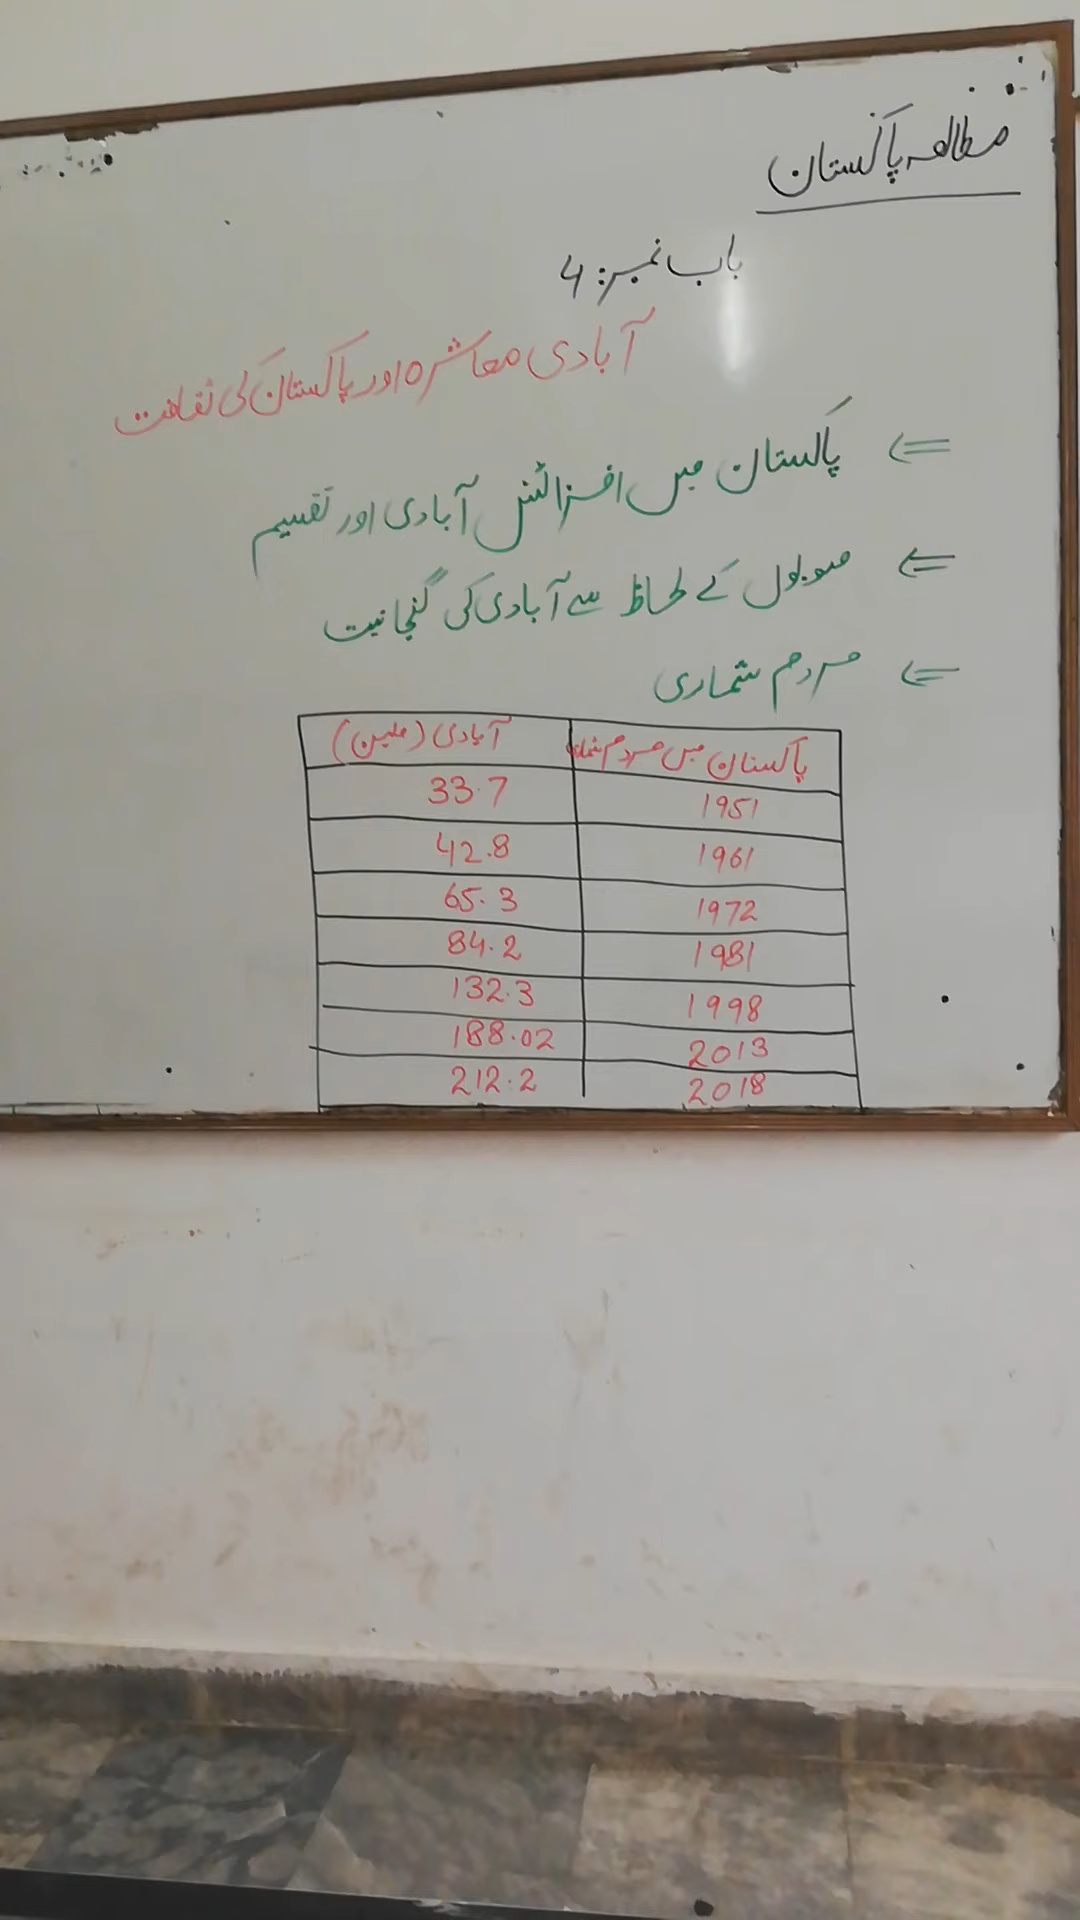 مطالعہ پاکستان
باب نمبر: 4
آبادی معاشرہ اور پاکستان کی ثقافت
⇐ پاکستان میں افزائش آبادی اور تقسیم
⇐ صوبوں کے لحاظ سے آبادی کی گنجانیت
⇐ مردم شماری
پاکستان میں مردم شماری آبادی (ملین)
1951 33.7
1961 42.8
1972 65.3
1981 84.2
1998 132.3
2013 188.02
2018 212.2